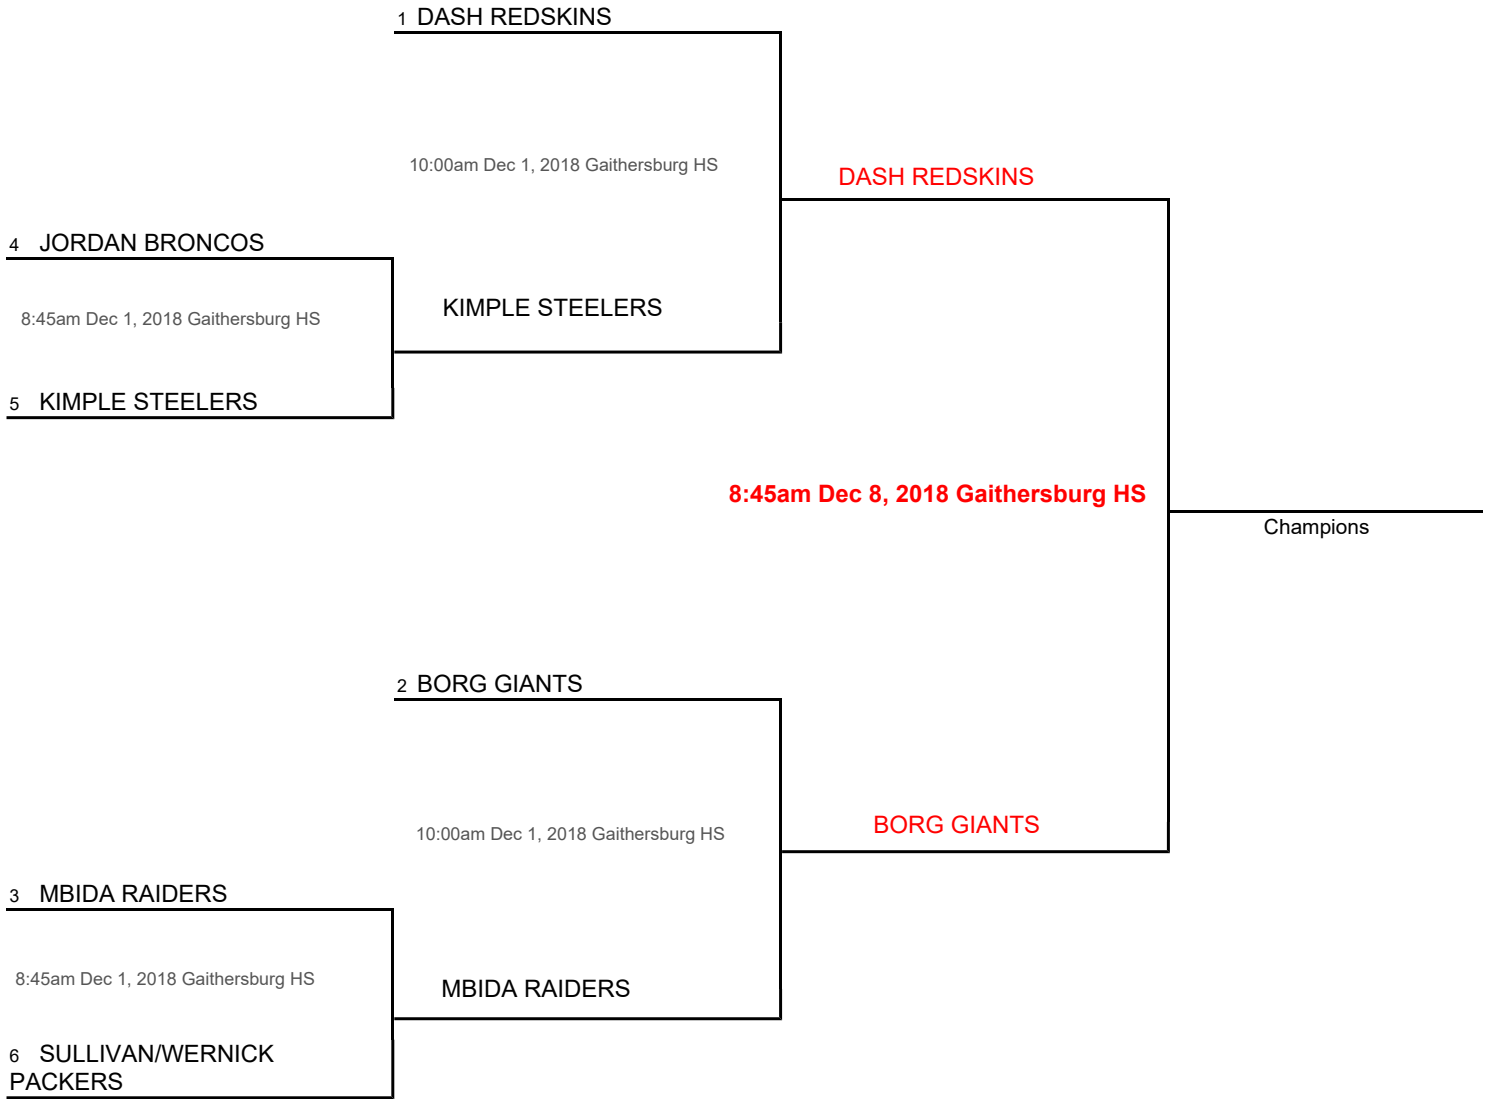 1 DASH REDSKINS
10:00am Dec 1, 2018 Gaithersburg HS
DASH REDSKINS
4 JORDAN BRONCOS
8:45am Dec 1, 2018 Gaithersburg HS
KIMPLE STEELERS
5 KIMPLE STEELERS
8:45am Dec 8, 2018 Gaithersburg HS
Champions
2 BORG GIANTS
10:00am Dec 1, 2018 Gaithersburg HS
BORG GIANTS
3 MBIDA RAIDERS
8:45am Dec 1, 2018 Gaithersburg HS
MBIDA RAIDERS
6 SULLIVAN/WERNICK
PACKERS